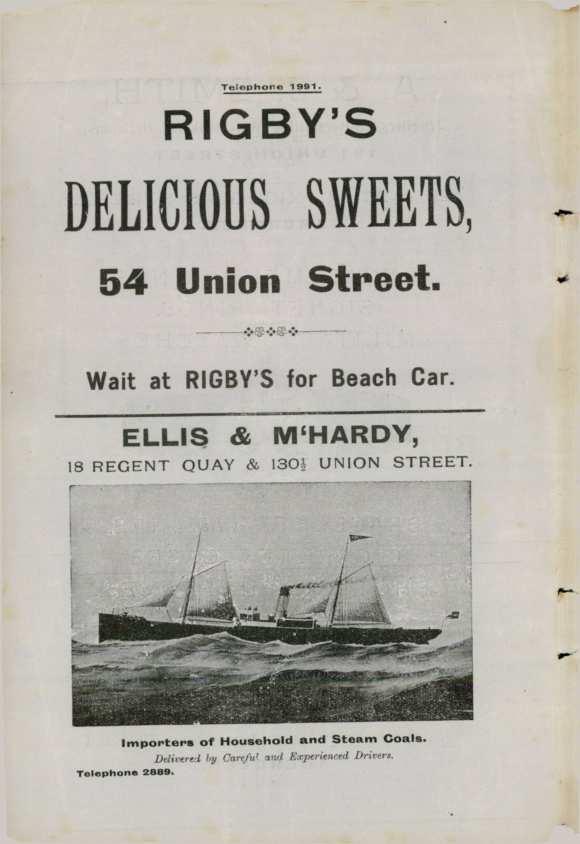 Telephone 1991.
RIGBY'S
DELICIOUS SWEETS,
54 Union Street.
Wait at RIGBY'S for Beach Car.
ELLIS & M'HARDY,
18 REGENT QUAY & 130½ UNION STREET.
Importers of Household and Steam Coals.
Delivered by Careful and Experienced Drivers.
Telephone 2889.